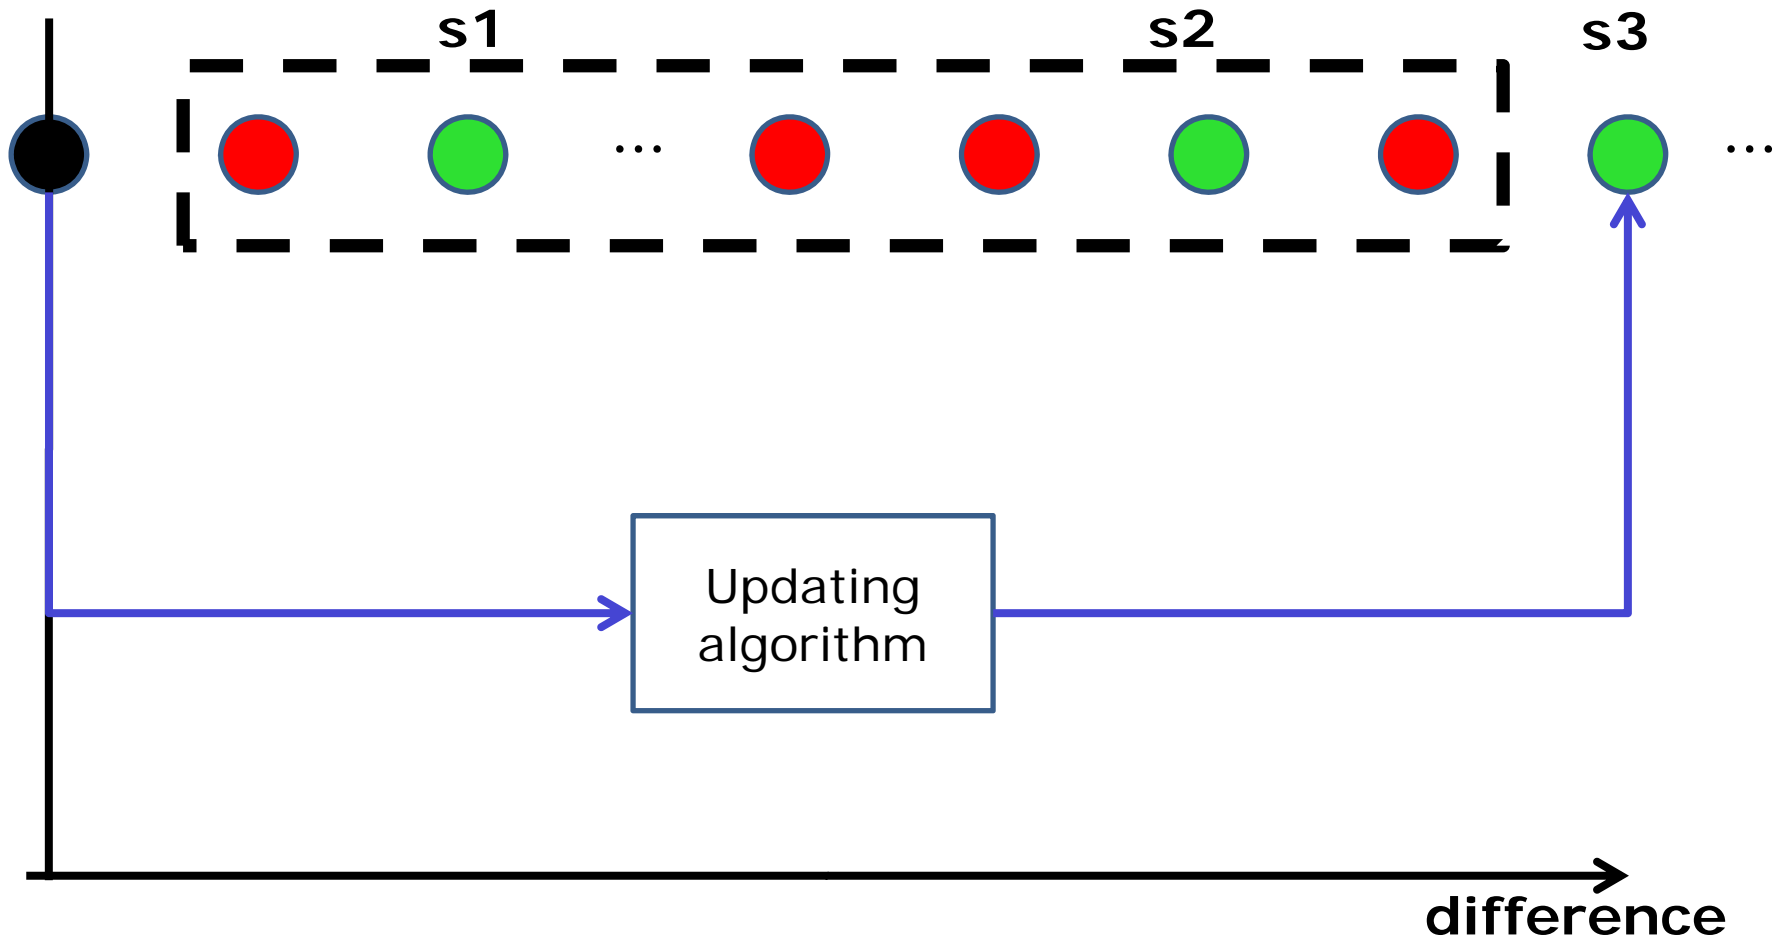 s1
s2
s3
...
...
Updating
algorithm
difference